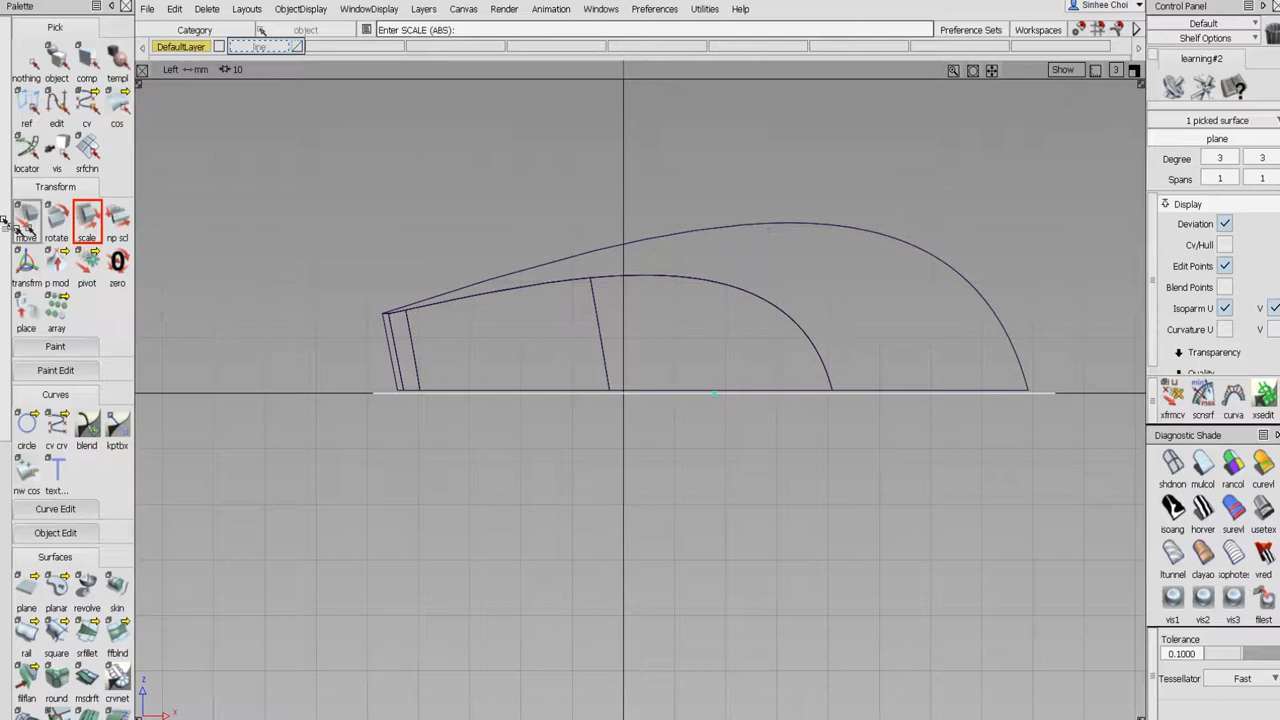 Palette
File Edit Delete Layouts ObjectDisplay WindowDisplay Layers Canvas Render Animation Windows Preferences Utilities Help
Sinhee Choi
Control Panel
Category object Enter SCALE (ABS): Preference Sets Workspaces
Default
Shelf Options
DefaultLayer line
Left mm 10 Show 3
learning#2
Pick
nothing object comp templ
ref edit cv cos
locator vis srfchn
Transform
move rotate scale np scl
transfrm p mod pivot zero
place array
Paint
Paint Edit
Curves
circle cv crv blend kptbx
nw cos text...
Curve Edit
Object Edit
Surfaces
plane planar revolve skin
rail square srfillet ffblnd
filflan round msdrft crvnet
1 picked surface
plane
Degree 3 3
Spans 1 1
Display
Deviation
Cv/Hull
Edit Points
Blend Points
Isoparm U V
Curvature U V
Transparency
xfrmcv scnsrf curva xsedit
Diagnostic Shade
shdnon mulcol rancol curevl
isoang horver surevl usetex
ltunnel clayao isophotes vred
vis1 vis2 vis3 filest
Tolerance
0.1000
Tessellator Fast
z
x